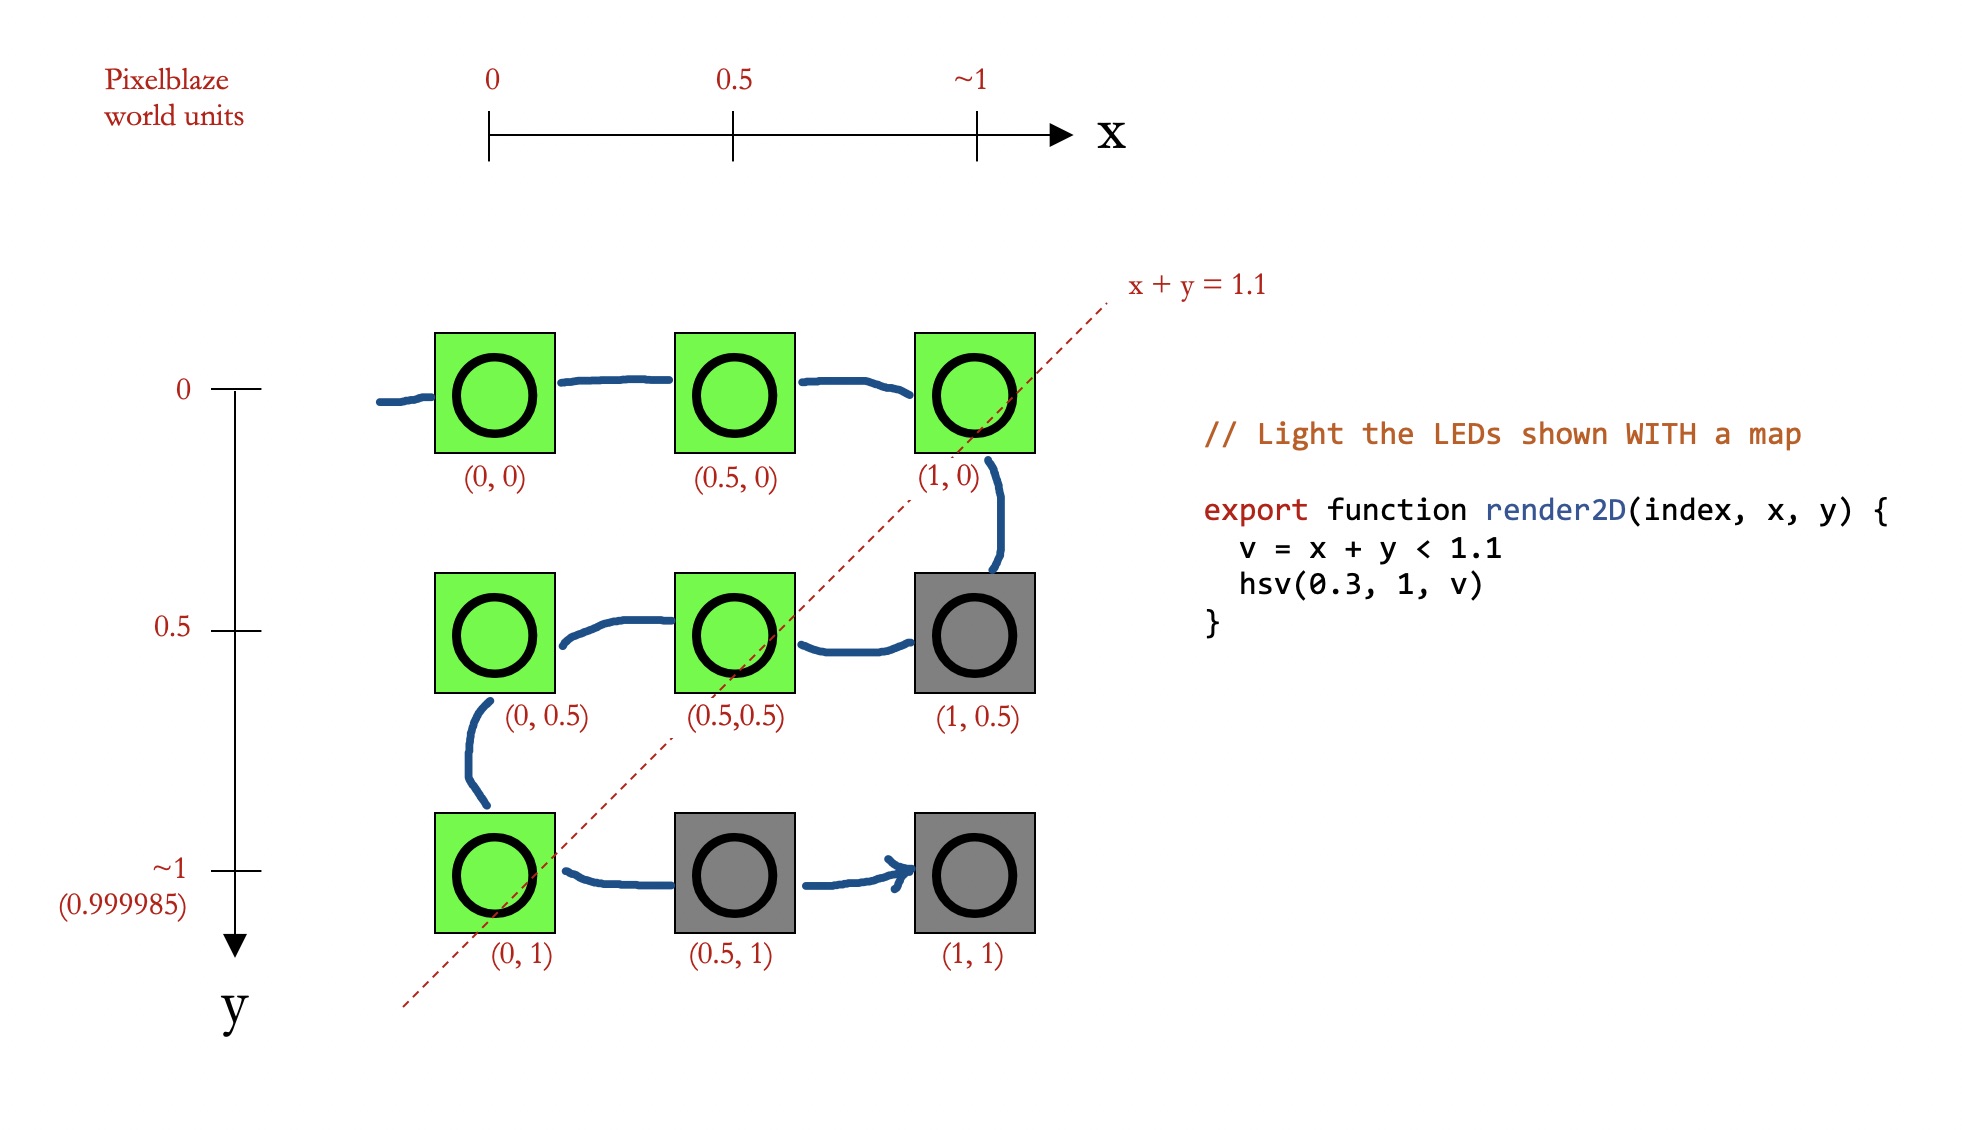 Pixelblaze
world units
0 0.5 ~1
x
x + y = 1.1
0
(0, 0) (0.5, 0) (1, 0)
// Light the LEDs shown WITH a map
export function render2D(index, x, y) {
  v = x + y < 1.1
  hsv(0.3, 1, v)
}
0.5
(0, 0.5) (0.5,0.5) (1, 0.5)
~1
(0.999985)
(0, 1) (0.5, 1) (1, 1)
y